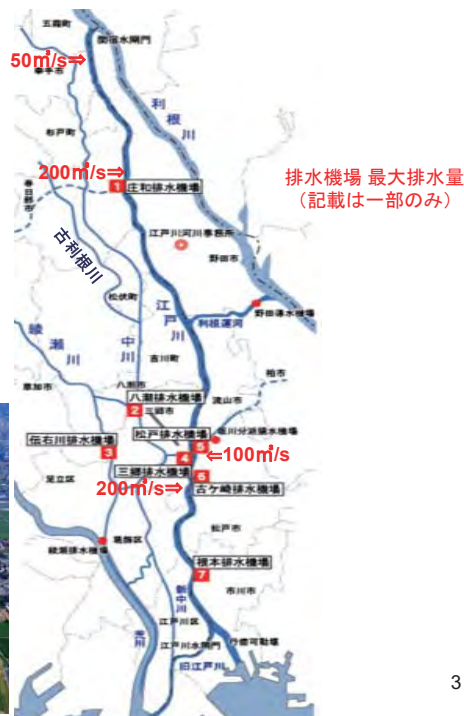 五霞町
関宿水閘門
50㎥/s⇒
幸手市
利根川
杉戸町
200㎥/s⇒
排水機場 最大排水量
（記載は一部のみ）
春日部市
1
庄和排水機場
古利根川
江戸川河川事務所
野田市
松伏町
江戸川
利根運河
野田導水機場
綾瀬川
中川
吉川町
草加市
八潮市
柏市
八潮排水機場
流山市
2
三郷市
松戸排水機場
坂川分派揚水機場
伝右川排水機場
3
5
4
⇐100㎥/s
三郷排水機場
足立区
6
200㎥/s⇒
古ケ崎排水機場
松戸市
葛飾区
綾瀬排水機場
根本排水機場
7
新中川
市川市
荒川
江戸川区
江戸川水閘門
行徳可動堰
旧江戸川
3